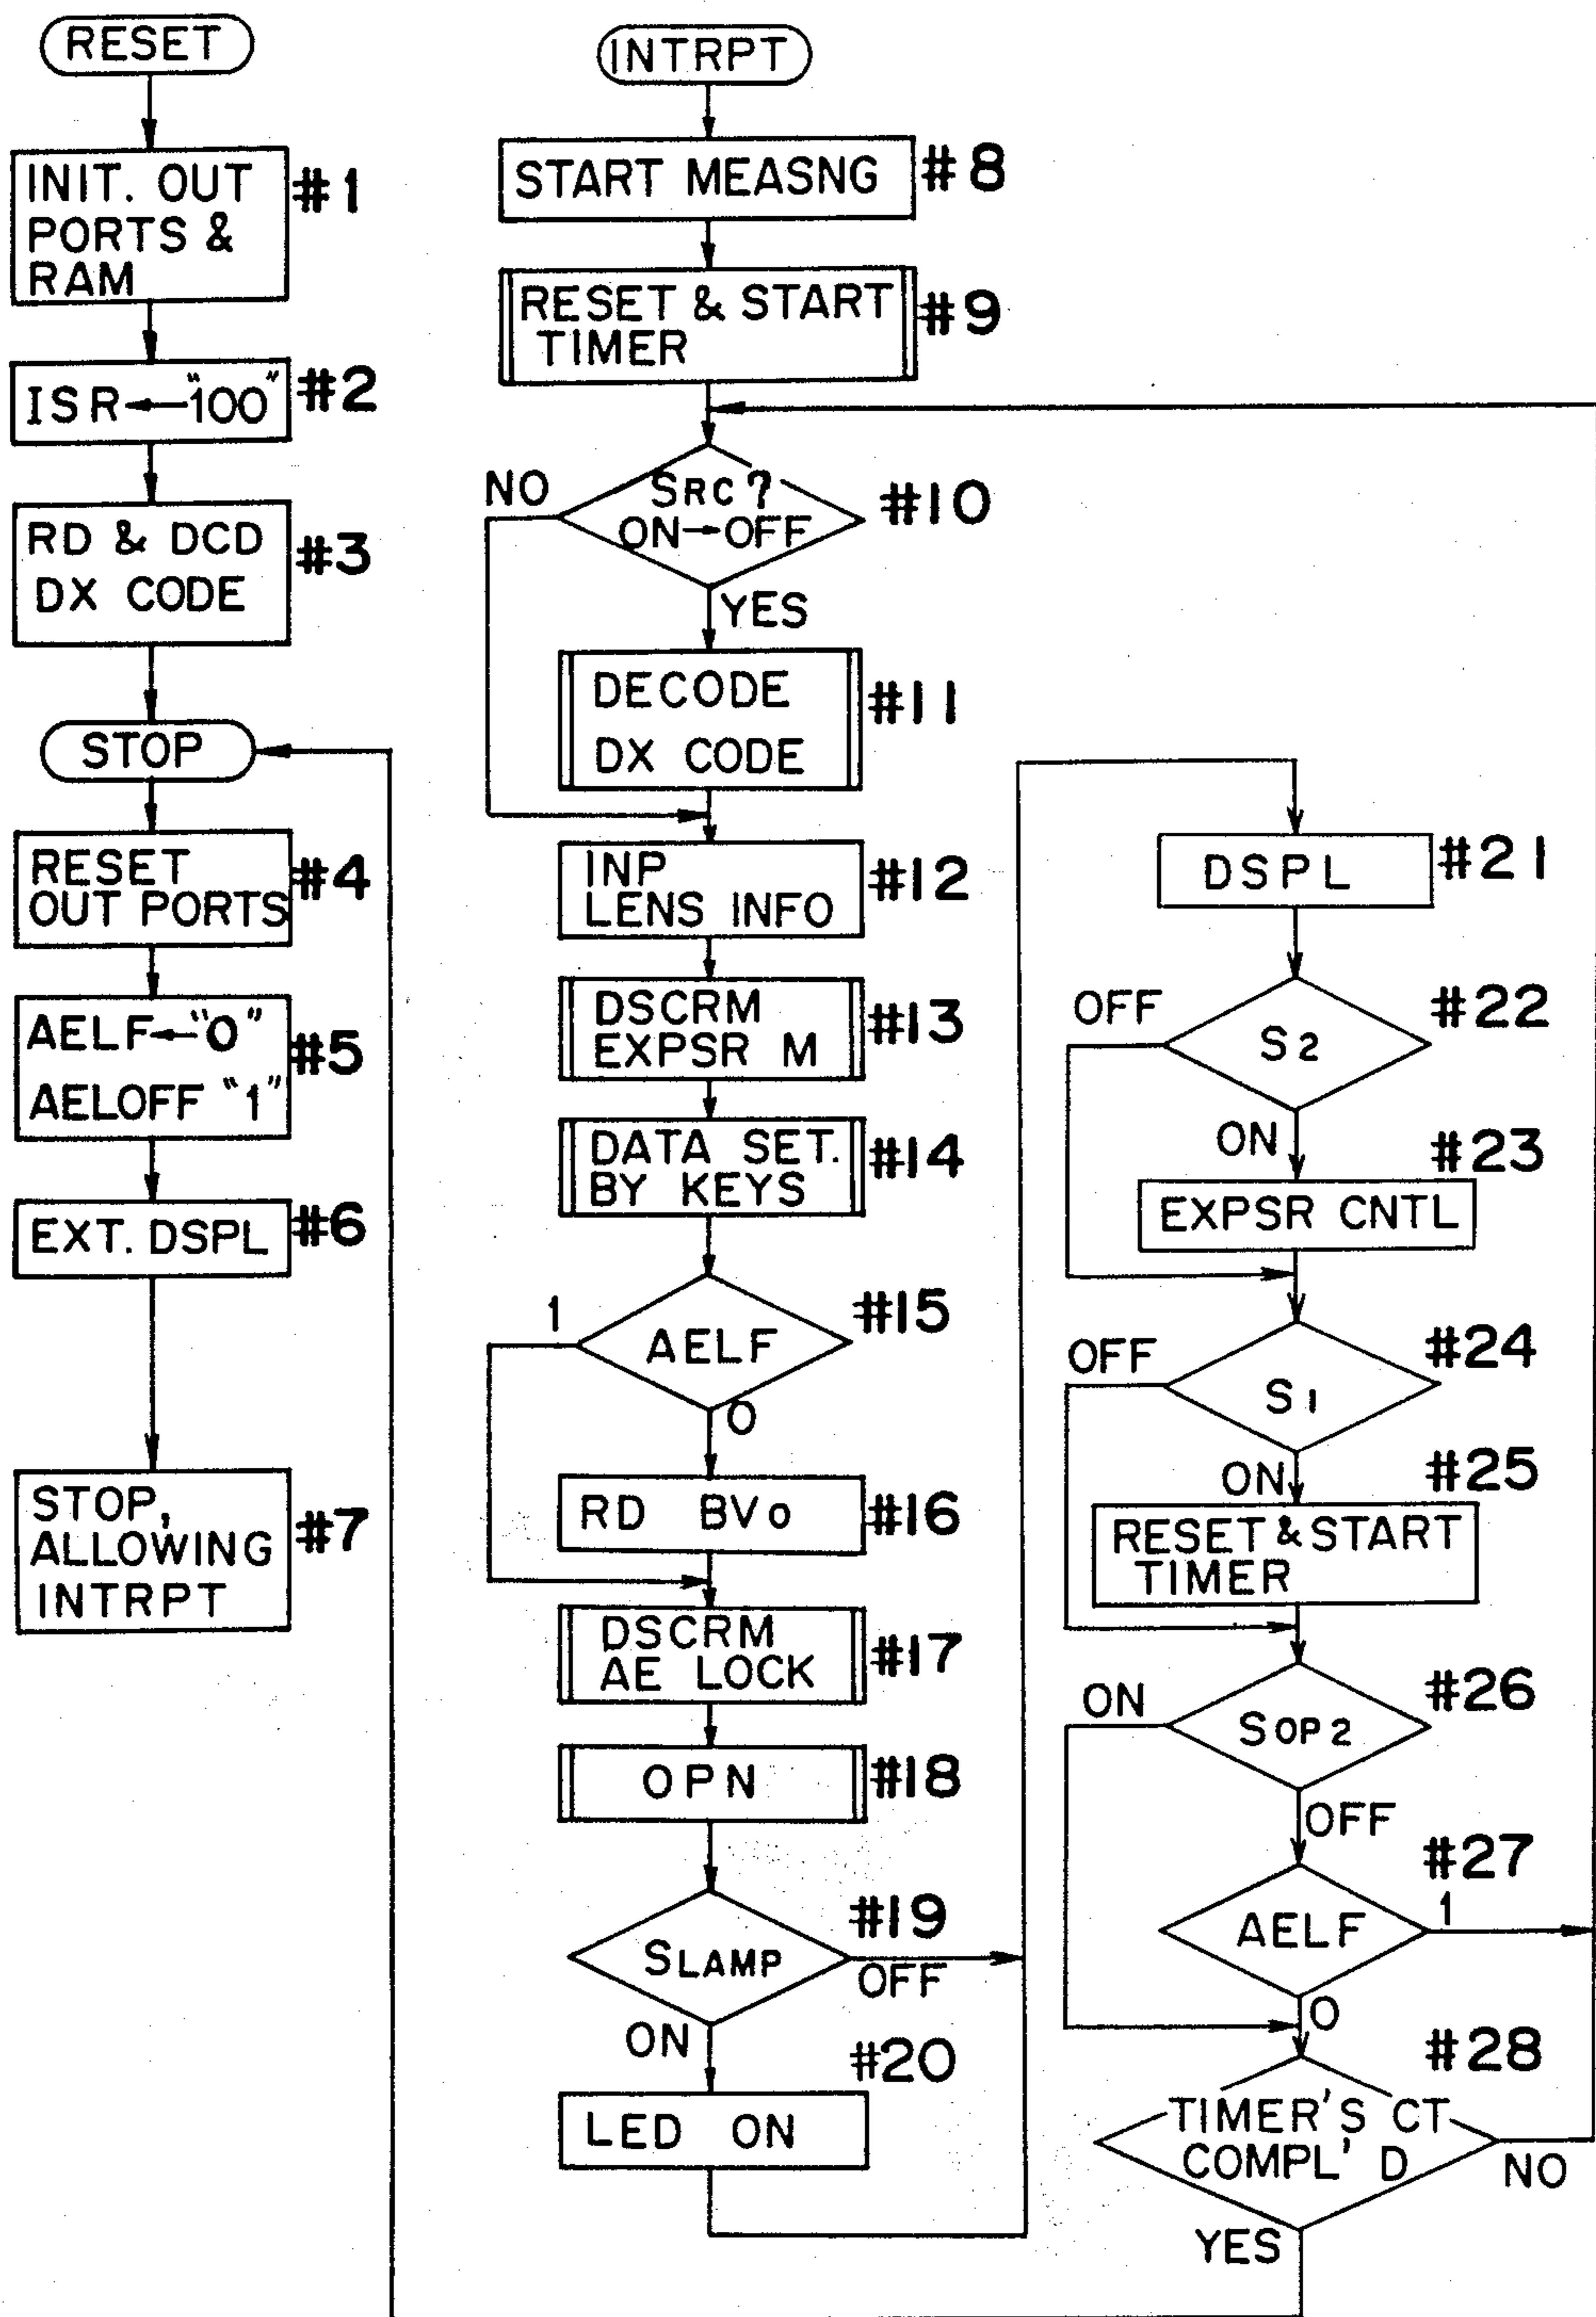 RESET
INIT. OUT
PORTS &
RAM
#1
ISR←"100"
#2
RD & DCD
DX CODE
#3
STOP
RESET
OUT PORTS
#4
AELF←"0"
AELOFF "1"
#5
EXT. DSPL
#6
STOP,
ALLOWING
INTRPT
#7
INTRPT
START MEASNG
#8
RESET & START
TIMER
#9
SRC ?
ON→OFF
#10
NO
YES
DECODE
DX CODE
#11
INP
LENS INFO
#12
DSCRM
EXPSR M
#13
DATA SET.
BY KEYS
#14
AELF
#15
1
0
RD BVo
#16
DSCRM
AE LOCK
#17
OPN
#18
SLAMP
#19
OFF
ON
LED ON
#20
DSPL
#21
S2
#22
OFF
ON
EXPSR CNTL
#23
S1
#24
OFF
ON
RESET & START
TIMER
#25
SOP2
#26
ON
OFF
AELF
#27
1
0
TIMER'S CT
COMPL' D
#28
NO
YES